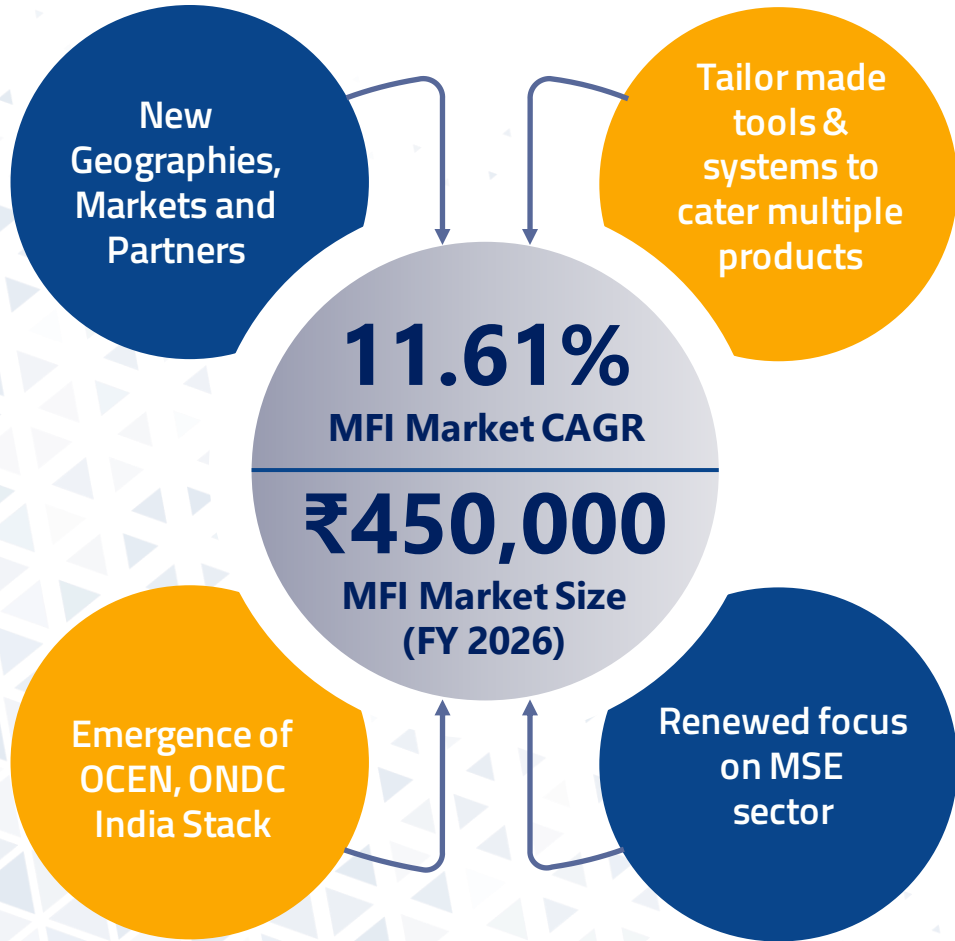 New
Geographies,
Markets and
Partners
Tailor made
tools &
systems to
cater multiple
products
11.61%
MFI Market CAGR
₹450,000
MFI Market Size
(FY 2026)
Emergence of
OCEN, ONDC
India Stack
Renewed focus
on MSE
sector